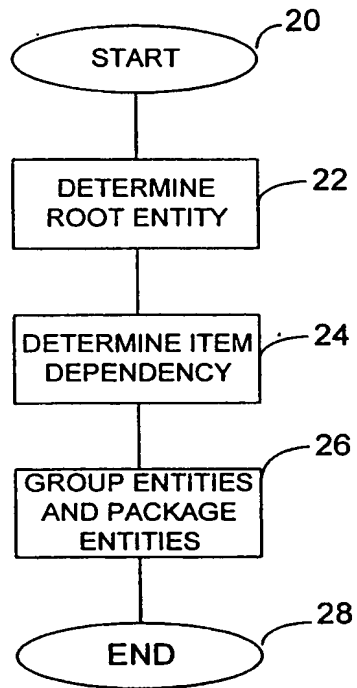 20
START
22
DETERMINE
ROOT ENTITY
24
DETERMINE ITEM
DEPENDENCY
26
GROUP ENTITIES
AND PACKAGE
ENTITIES
28
END